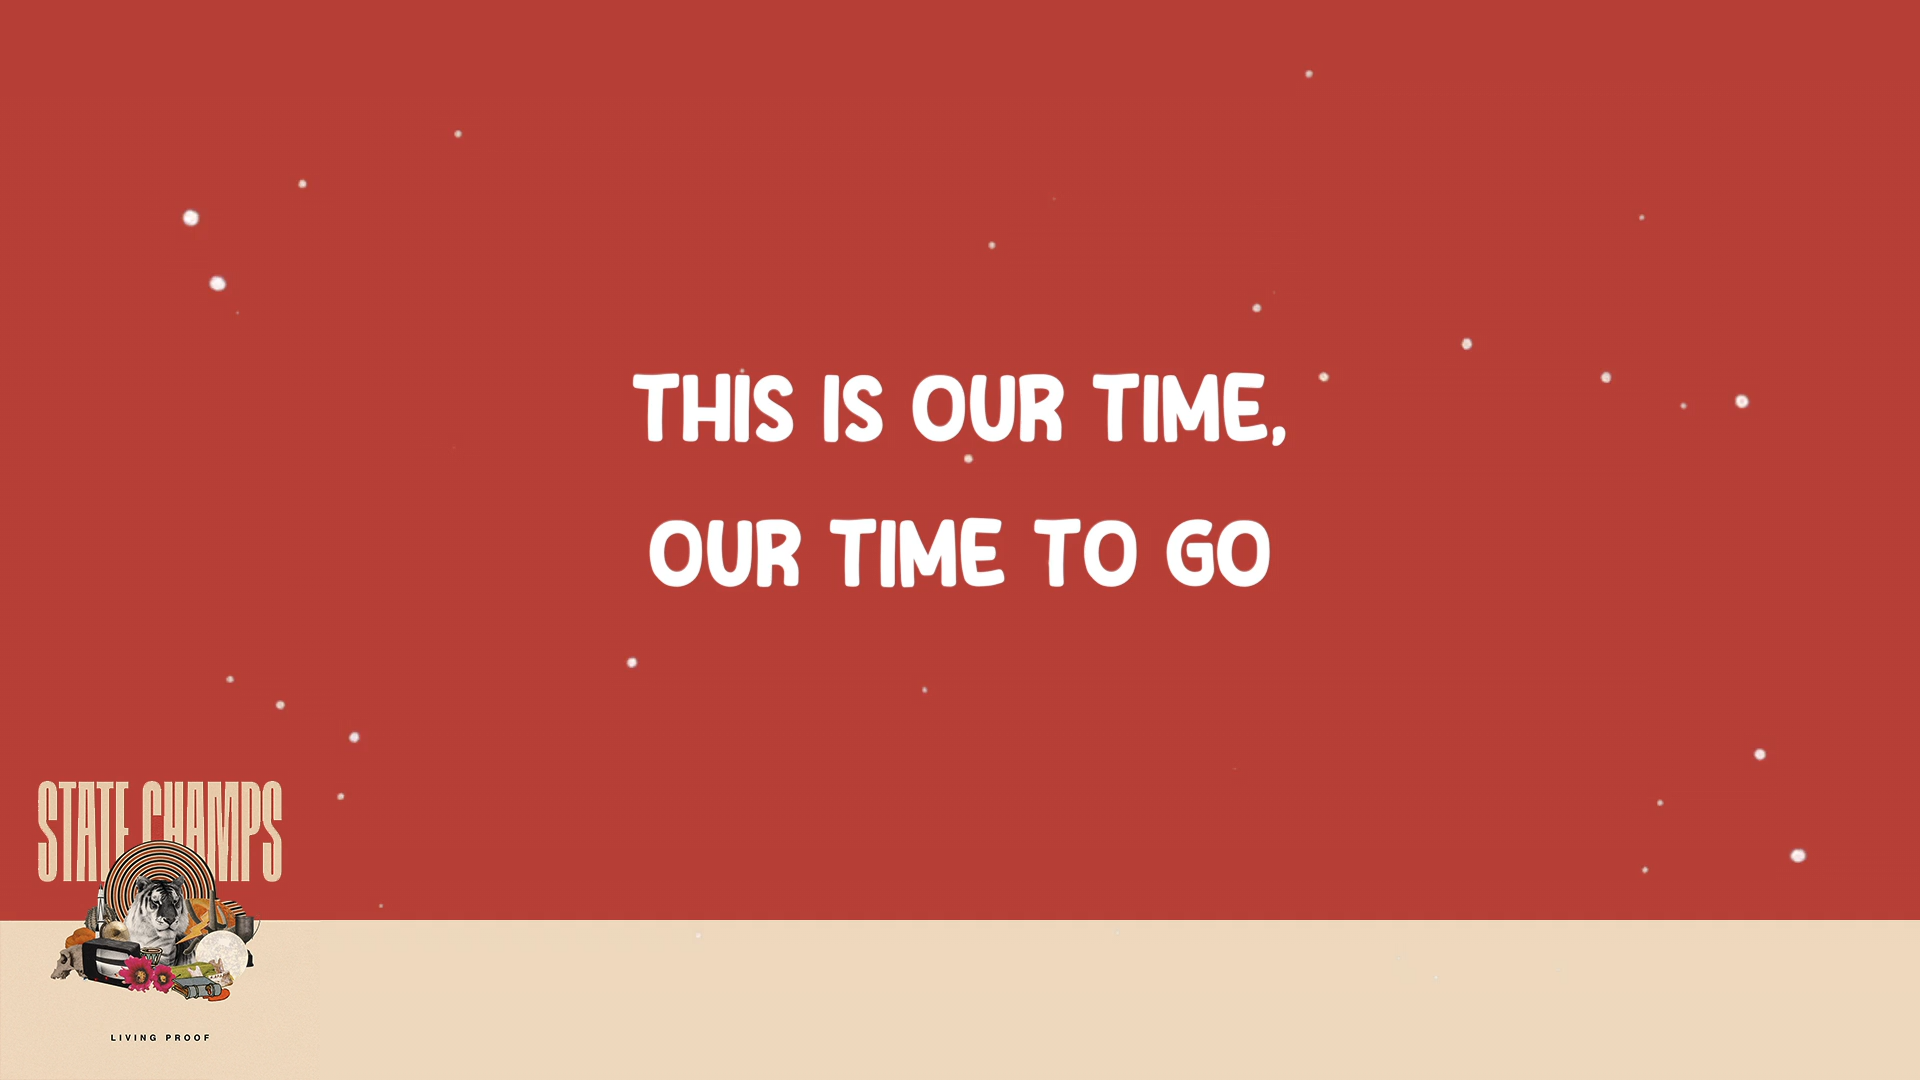 THIS IS OUR TIME,
OUR TIME TO GO
STATE CHAMPS
LIVING PROOF